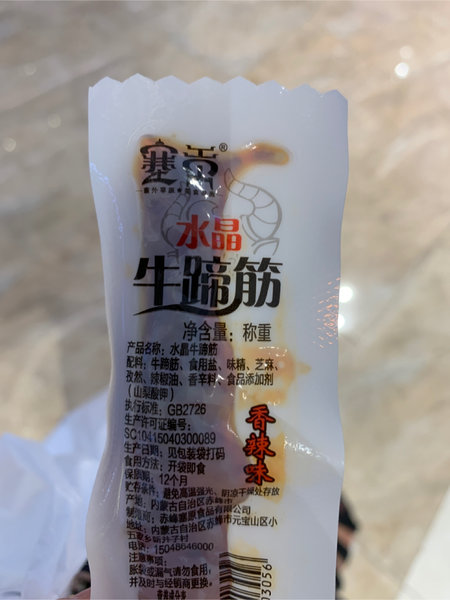 塞宫®
水晶
牛蹄筋
净含量：称重
产品名称：水晶牛蹄筋
配料：牛蹄筋、食用盐、味精、芝麻、
孜然、辣椒油、香辛料、食品添加剂
（山梨酸钾）
执行标准：GB2726
生产许可证编号：
SC10415040300089
生产日期：见包装袋打码
食用方法：开袋即食
保质期：12个月
贮存条件：避免高温强光，阴凉干燥处存放
产地：内蒙古自治区赤峰市
制造商：赤峰塞原食品有限公司
地址：内蒙古自治区赤峰市元宝山区小
五家乡
电话：15048646000
注意事项：
胀袋或漏气请勿食用，
并及时与经销商更换。
香辣味
03056